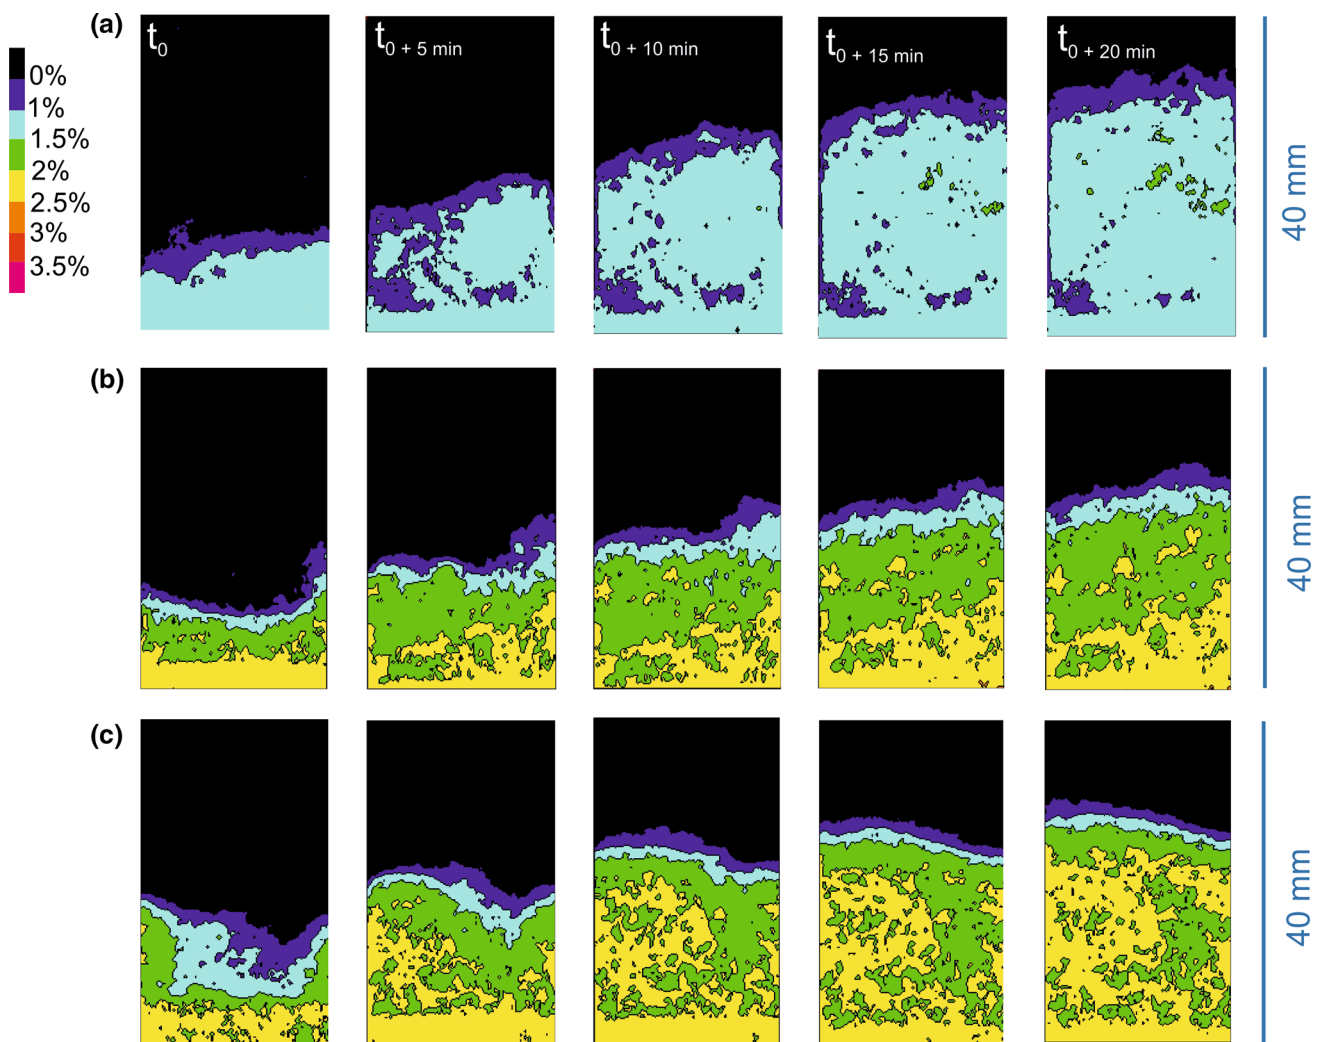 (a)
t0
t0 + 5 min
t0 + 10 min
t0 + 15 min
t0 + 20 min
0%
1%
1.5%
2%
2.5%
3%
3.5%
40 mm
(b)
40 mm
(c)
40 mm